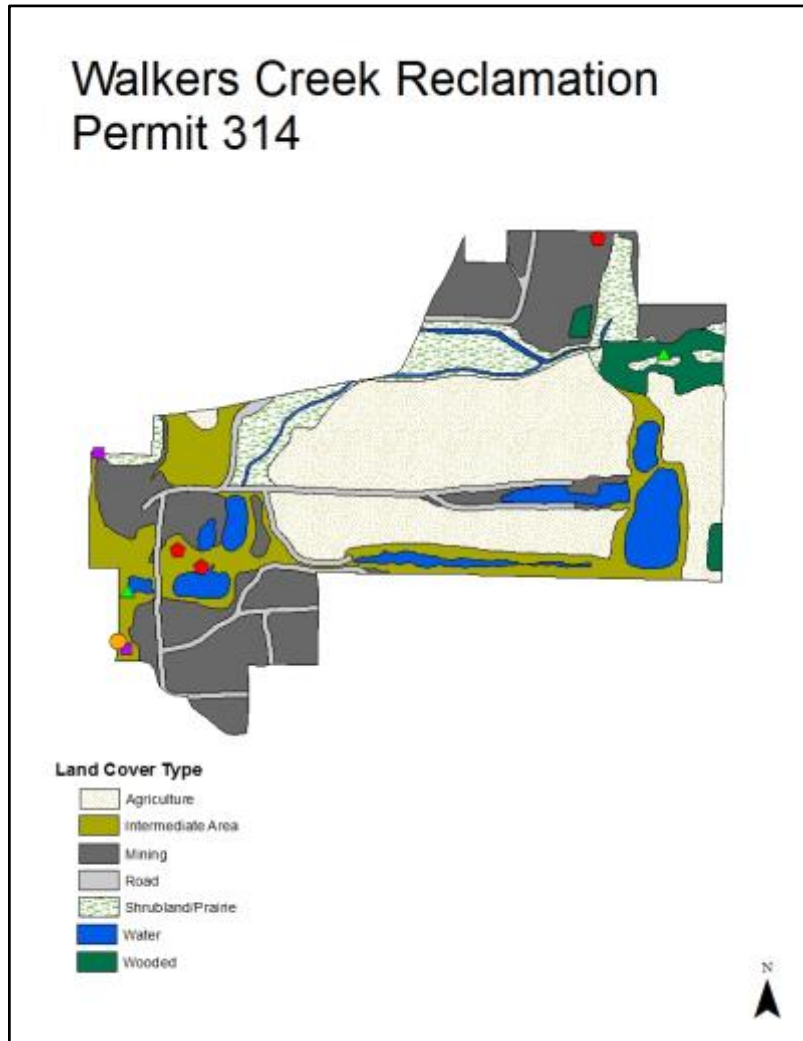 Walkers Creek Reclamation
Permit 314
Land Cover Type
Agriculture
Intermediate Area
Mining
Road
Shrubland/Prairie
Water
Wooded
N